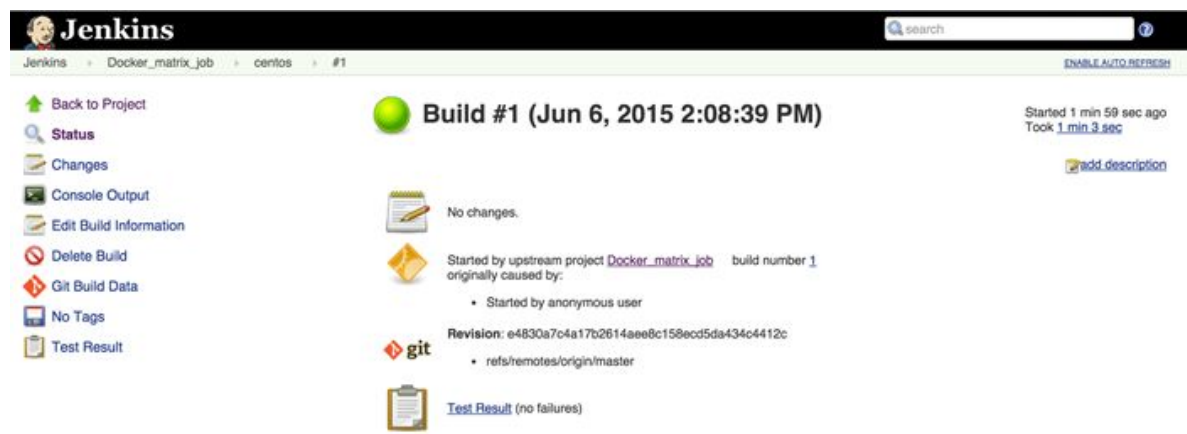 Jenkins
search
Jenkins Docker_matrix_job centos #1
ENABLE AUTO REFRESH
Back to Project
Status
Changes
Console Output
Edit Build Information
Delete Build
Git Build Data
No Tags
Test Result
Build #1 (Jun 6, 2015 2:08:39 PM)
Started 1 min 59 sec ago
Took 1 min 3 sec
add description
No changes.
Started by upstream project Docker_matrix_job build number 1
originally caused by:
• Started by anonymous user
Revision: e4830a7c4a17b2614aee8c158ecd5da434c4412c
git
• refs/remotes/origin/master
Test Result (no failures)